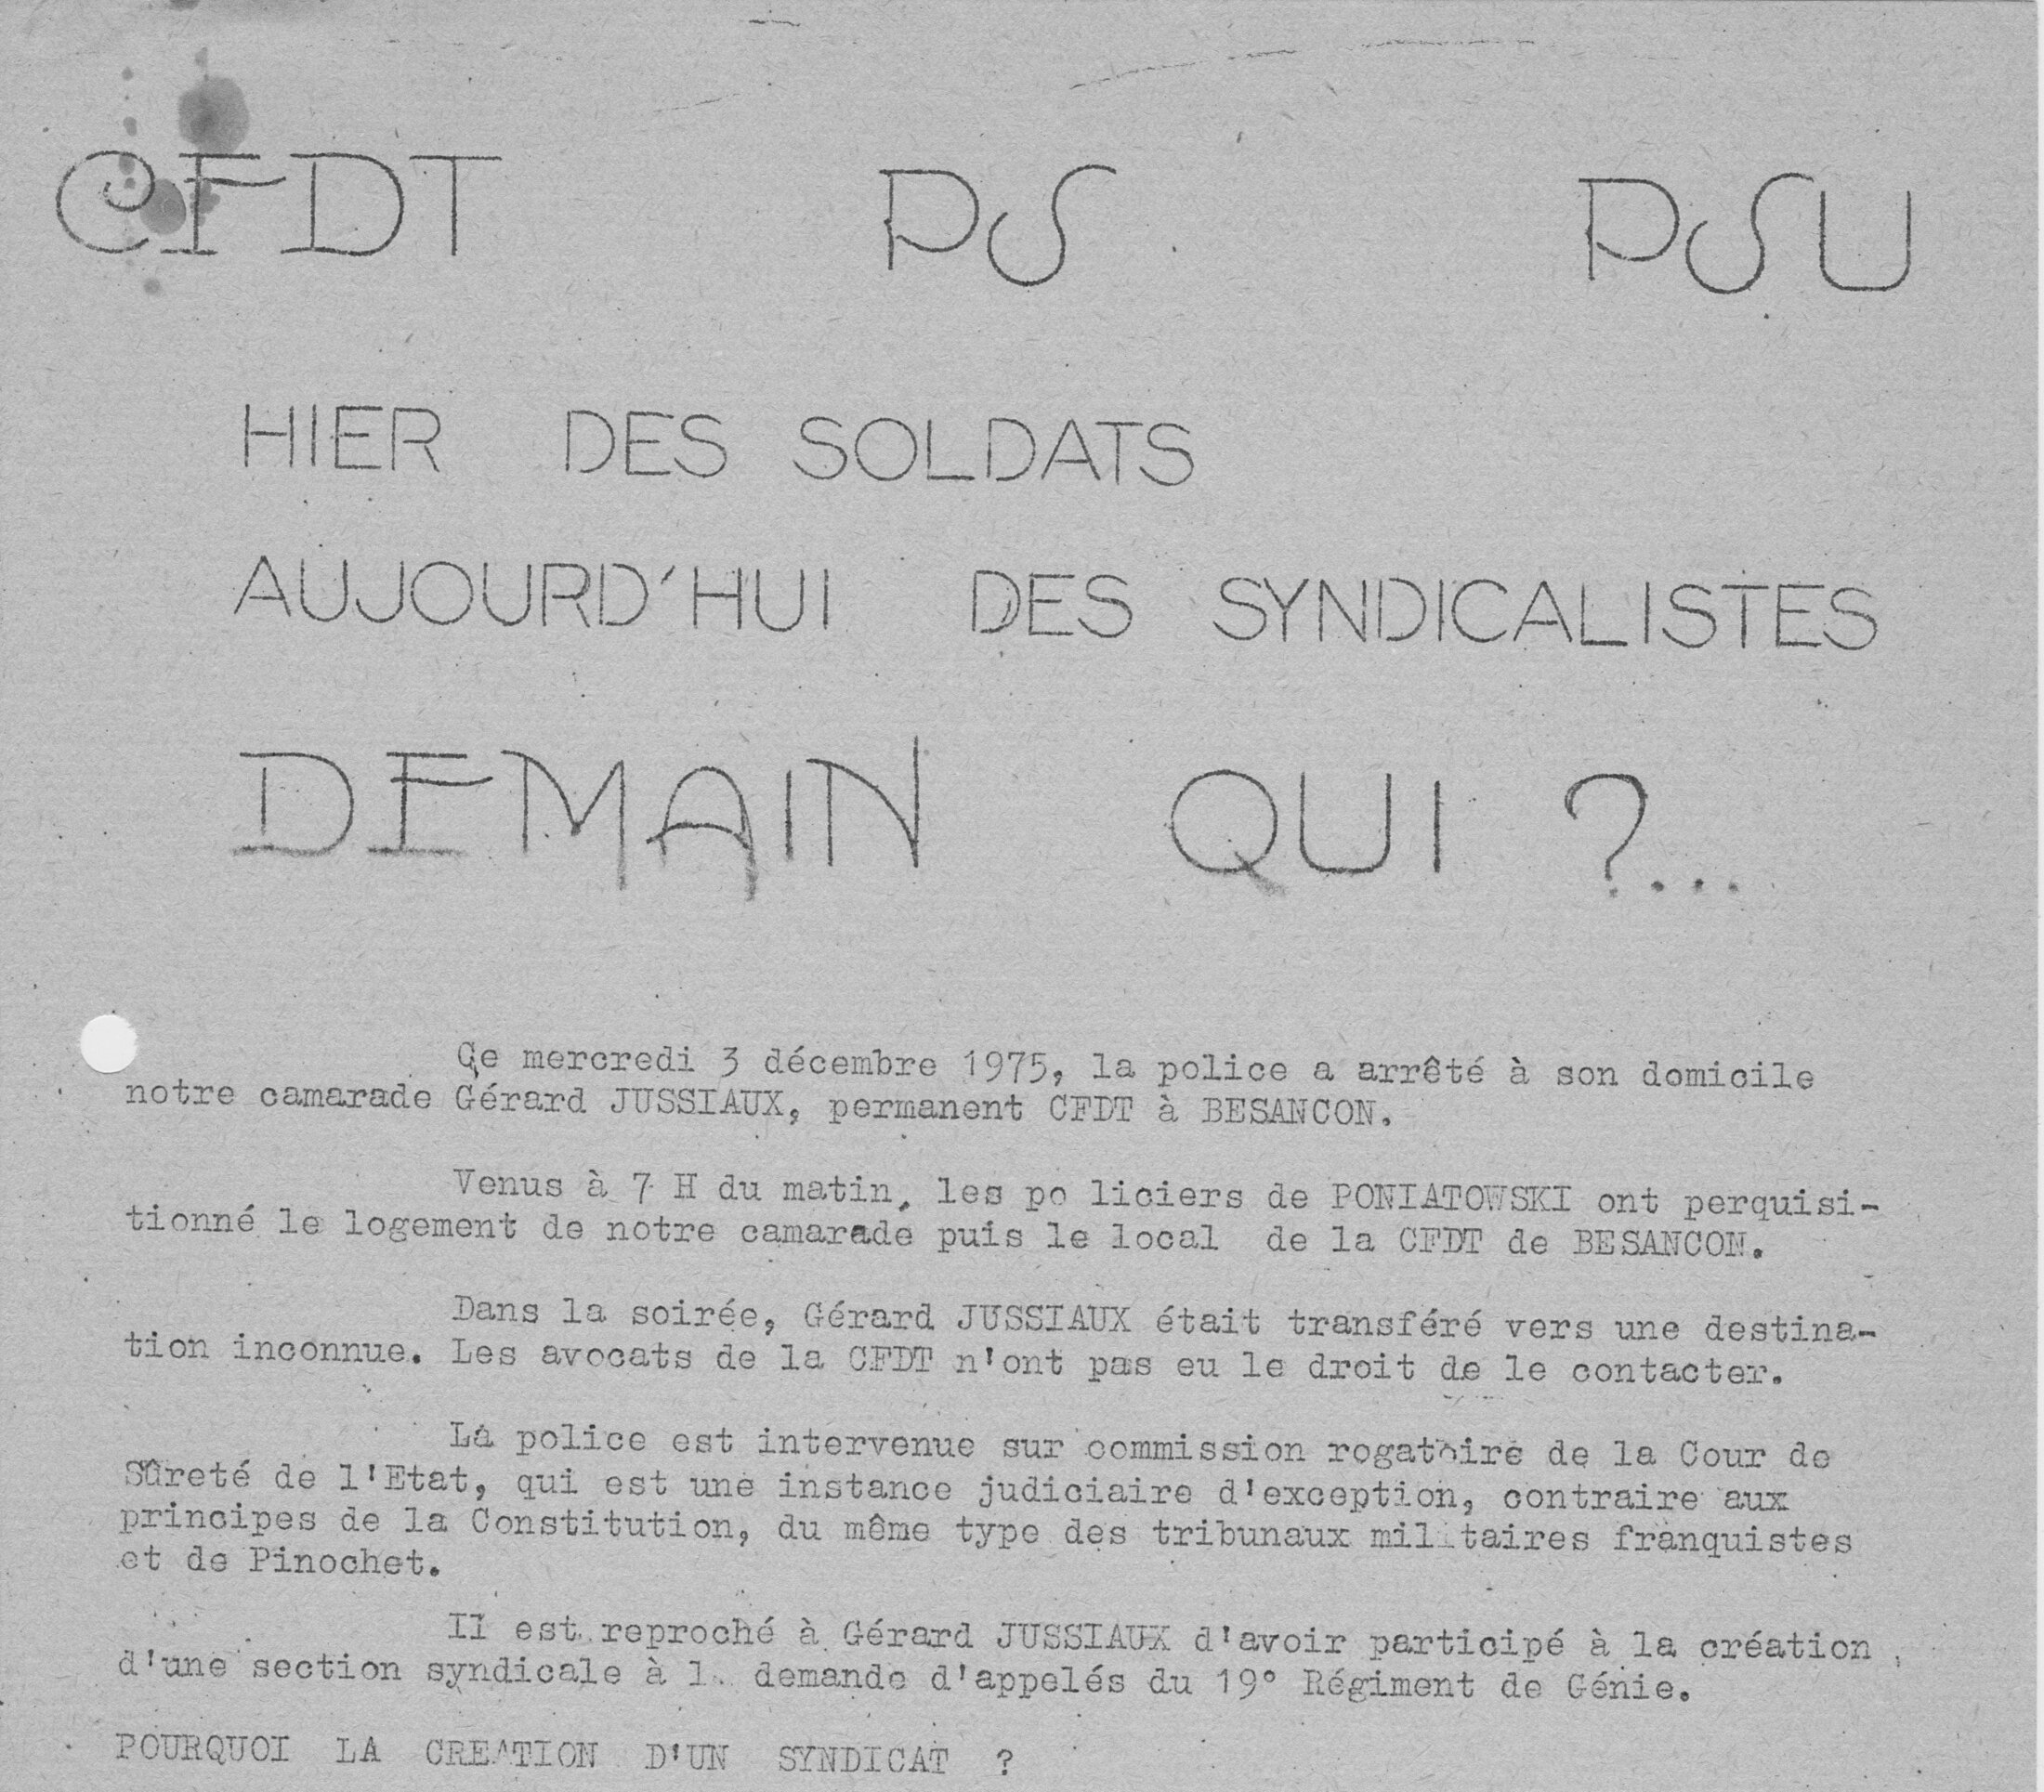 CFDT PS PSU
HIER DES SOLDATS
AUJOURD'HUI DES SYNDICALISTES
DEMAIN QUI ?...
Ce mercredi 3 décembre 1975, la police a arrêté à son domicile
notre camarade Gérard JUSSIAUX, permanent CFDT à BESANCON.
Venus à 7 H du matin, les po liciers de PONIATOWSKI ont perquisi-
tionné le logement de notre camarade puis le local de la CFDT de BESANCON.
Dans la soirée, Gérard JUSSIAUX était transféré vers une destina-
tion inconnue. Les avocats de la CFDT n'ont pas eu le droit de le contacter.
La police est intervenue sur commission rogatoire de la Cour de
Sûreté de l'Etat, qui est une instance judiciaire d'exception, contraire aux
principes de la Constitution, du même type des tribunaux militaires franquistes
et de Pinochet.
Il est reproché à Gérard JUSSIAUX d'avoir participé à la création
d'une section syndicale à l demande d'appelés du 19° Régiment de Génie.
POURQUOI LA CREATION D'UN SYNDICAT ?